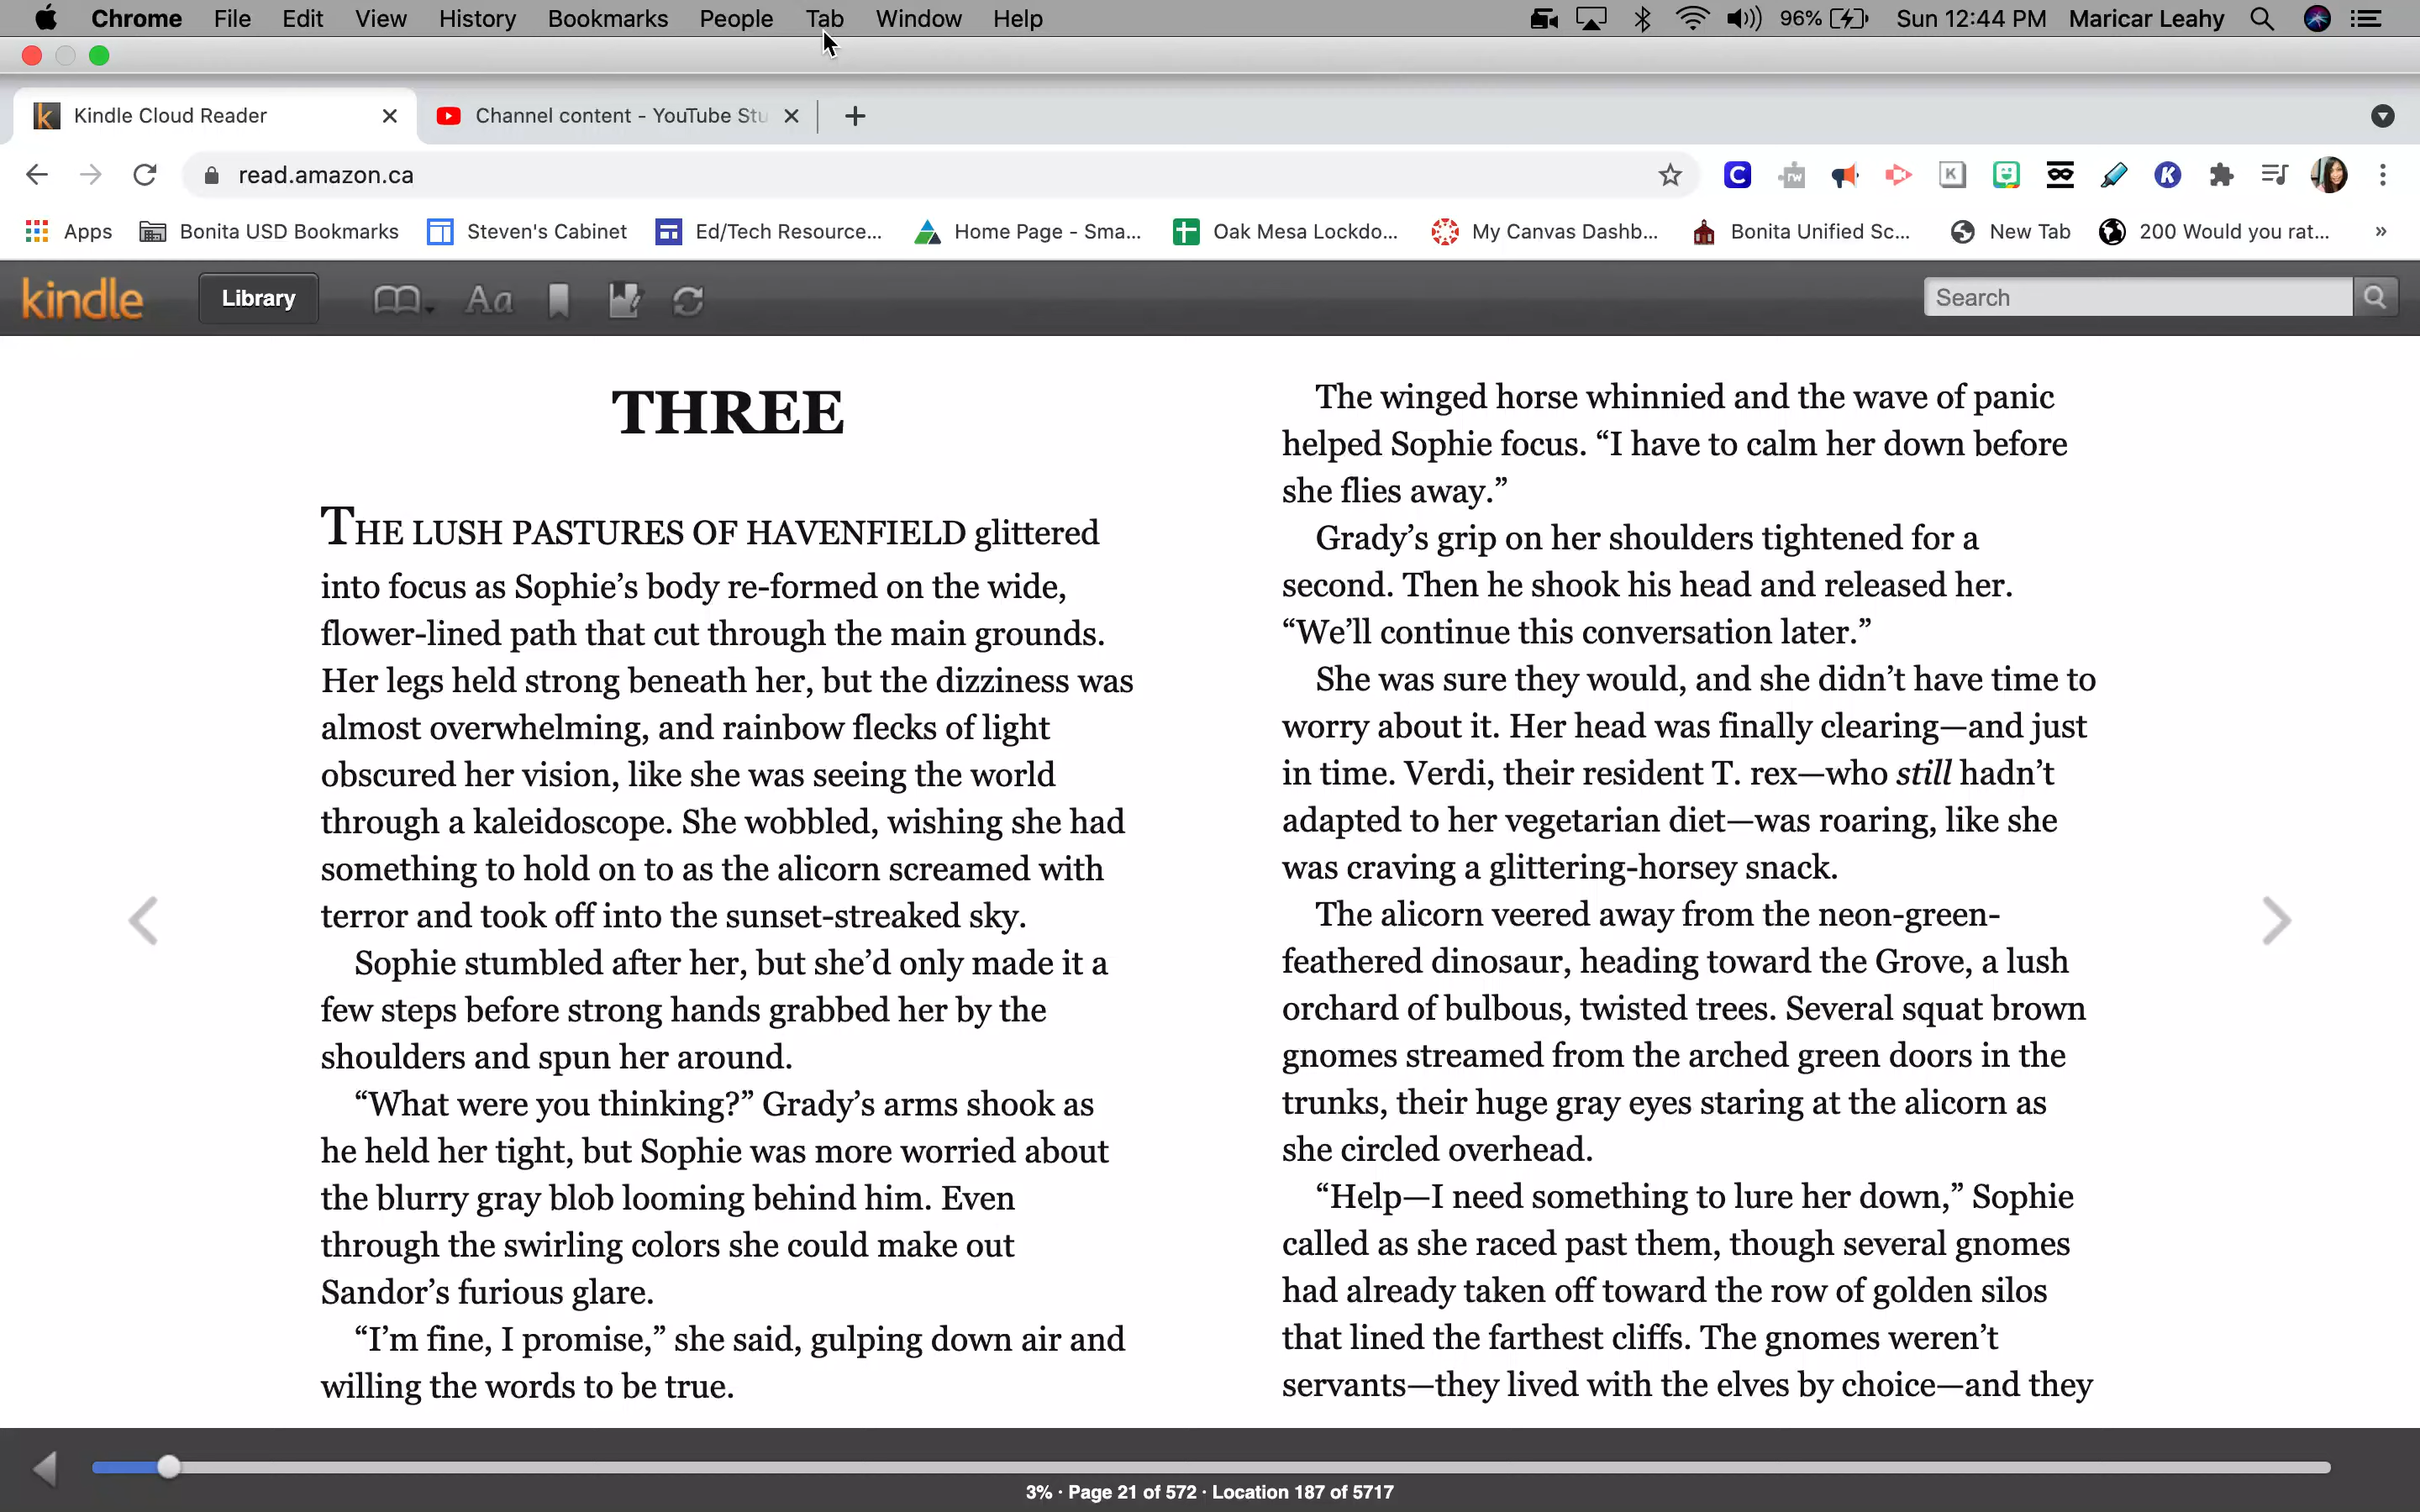 Chrome File Edit View History Bookmarks People Tab Window Help 96% Sun 12:44 PM Maricar Leahy
Kindle Cloud Reader Channel content - YouTube Stu
read.amazon.ca
Apps Bonita USD Bookmarks Steven's Cabinet Ed/Tech Resource... Home Page - Sma... Oak Mesa Lockdo... My Canvas Dashb... Bonita Unified Sc... New Tab 200 Would you rat... »
kindle Library Aa Search
THREE
THE LUSH PASTURES OF HAVENFIELD glittered
into focus as Sophie’s body re-formed on the wide,
flower-lined path that cut through the main grounds.
Her legs held strong beneath her, but the dizziness was
almost overwhelming, and rainbow flecks of light
obscured her vision, like she was seeing the world
through a kaleidoscope. She wobbled, wishing she had
something to hold on to as the alicorn screamed with
terror and took off into the sunset-streaked sky.
Sophie stumbled after her, but she’d only made it a
few steps before strong hands grabbed her by the
shoulders and spun her around.
“What were you thinking?” Grady’s arms shook as
he held her tight, but Sophie was more worried about
the blurry gray blob looming behind him. Even
through the swirling colors she could make out
Sandor’s furious glare.
“I’m fine, I promise,” she said, gulping down air and
willing the words to be true.
The winged horse whinnied and the wave of panic
helped Sophie focus. “I have to calm her down before
she flies away.”
Grady’s grip on her shoulders tightened for a
second. Then he shook his head and released her.
“We’ll continue this conversation later.”
She was sure they would, and she didn’t have time to
worry about it. Her head was finally clearing—and just
in time. Verdi, their resident T. rex—who still hadn’t
adapted to her vegetarian diet—was roaring, like she
was craving a glittering-horsey snack.
The alicorn veered away from the neon-green-
feathered dinosaur, heading toward the Grove, a lush
orchard of bulbous, twisted trees. Several squat brown
gnomes streamed from the arched green doors in the
trunks, their huge gray eyes staring at the alicorn as
she circled overhead.
“Help—I need something to lure her down,” Sophie
called as she raced past them, though several gnomes
had already taken off toward the row of golden silos
that lined the farthest cliffs. The gnomes weren’t
servants—they lived with the elves by choice—and they
3% · Page 21 of 572 · Location 187 of 5717